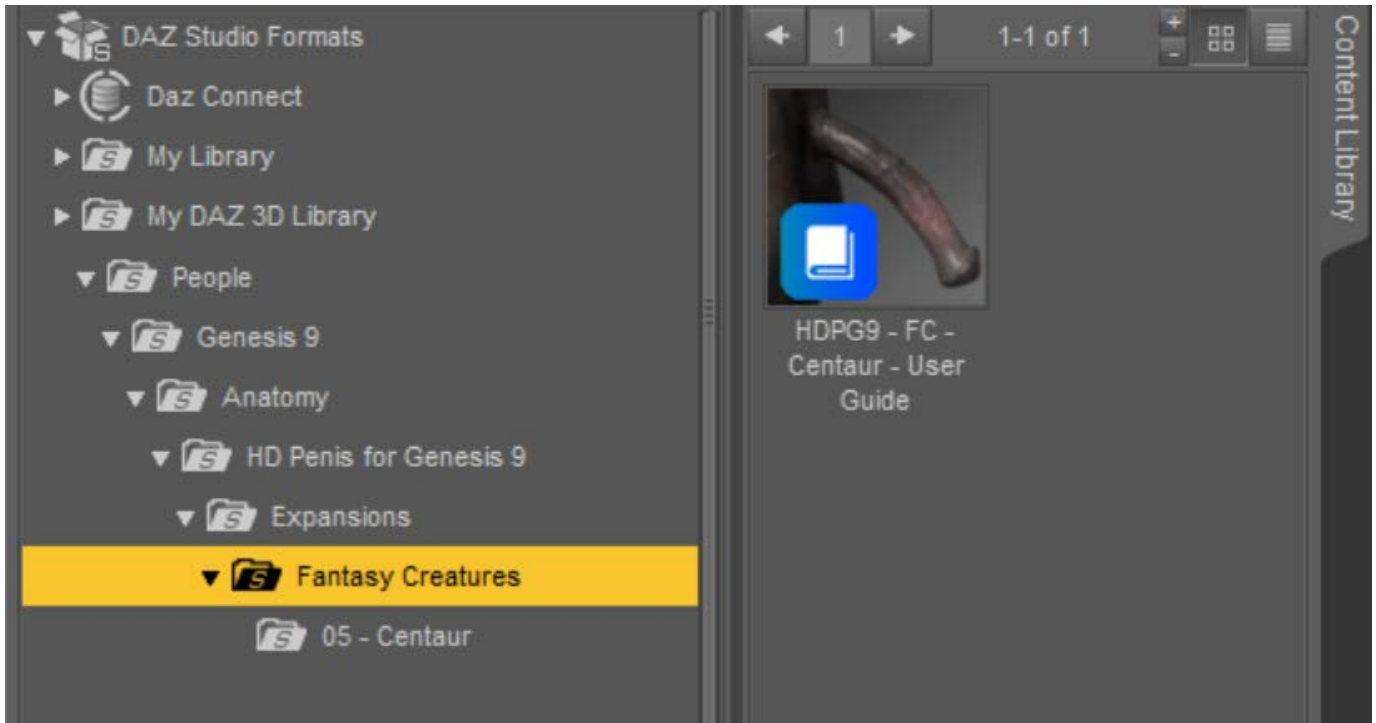 DAZ Studio Formats
Daz Connect
My Library
My DAZ 3D Library
People
Genesis 9
Anatomy
HD Penis for Genesis 9
Expansions
Fantasy Creatures
05 - Centaur
1
1-1 of 1
HDPG9 - FC -
Centaur - User
Guide
Content Library